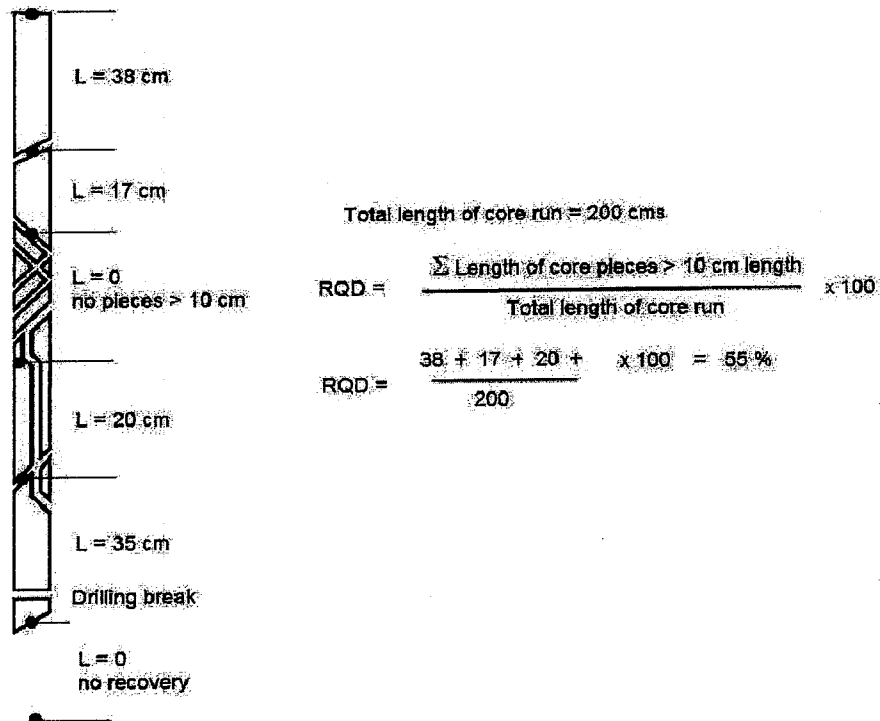 L = 38 cm
L = 17 cm
L = 0
no pieces > 10 cm
L = 20 cm
L = 35 cm
Drilling break
L = 0
no recovery
Total length of core run = 200 cms
RQD = Σ Length of core pieces > 10 cm length x 100
Total length of core run
RQD = 38 + 17 + 20 + x 100 = 55 %
200